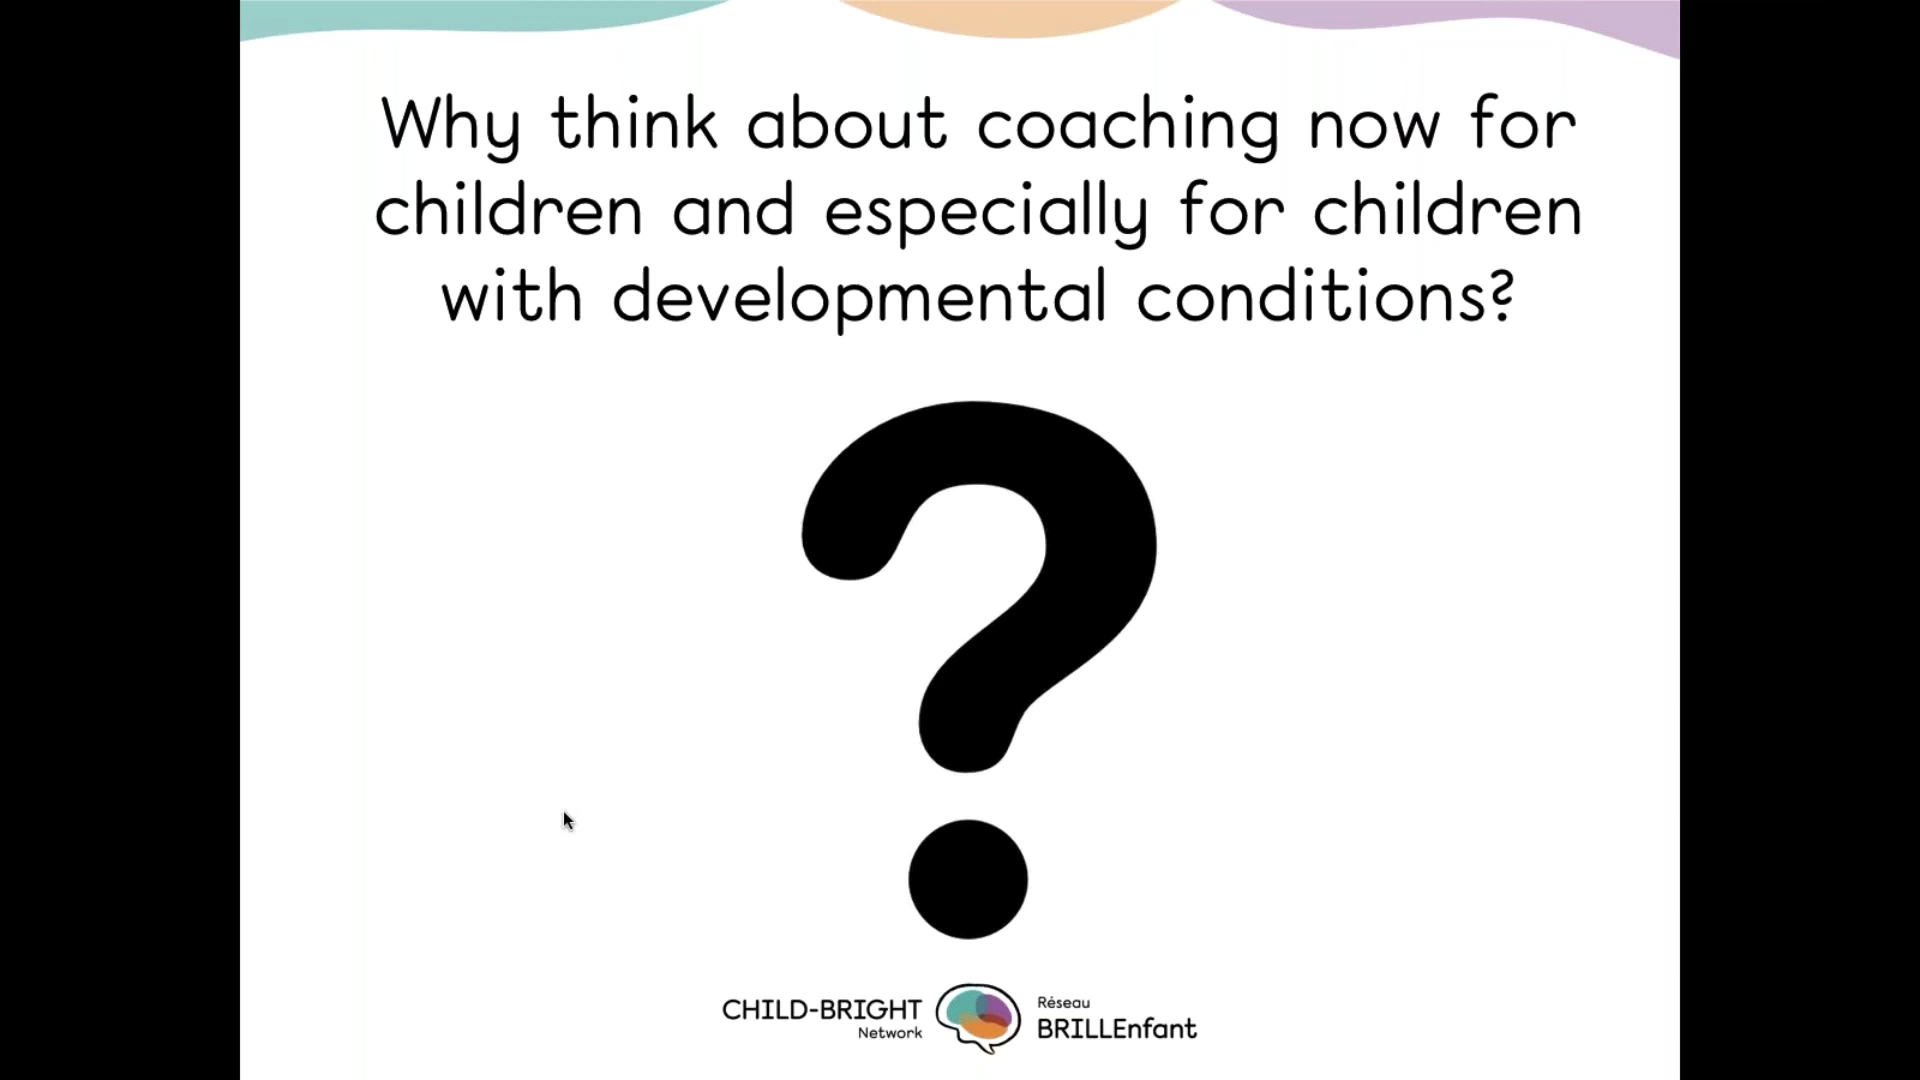 Why think about coaching now for
children and especially for children
with developmental conditions?
?
CHILD-BRIGHT
Network
Réseau
BRILLEnfant